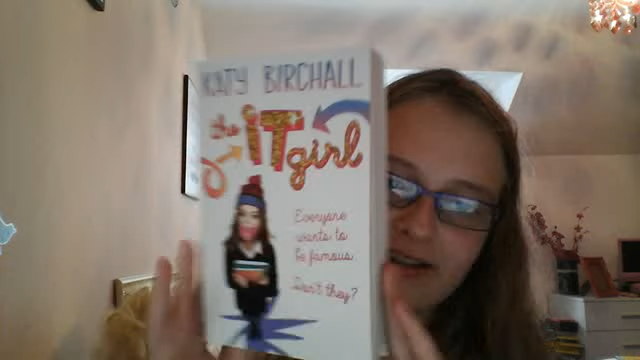 KATY BIRCHALL
the
iT
girl
Everyone
wants to
be famous.
Don't they?